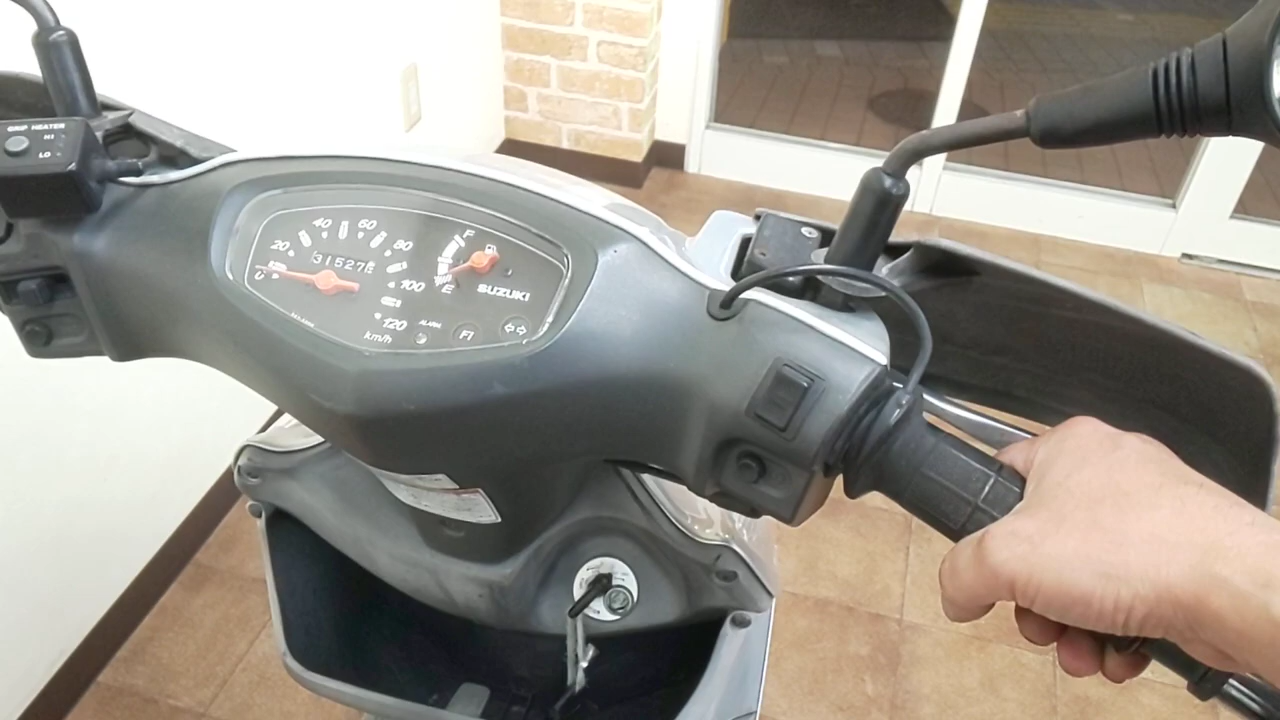 GRIP HEATER
HI
LO
20
40
60
80
100
120
km/h
31527
F
E
SUZUKI
ALARM
FI